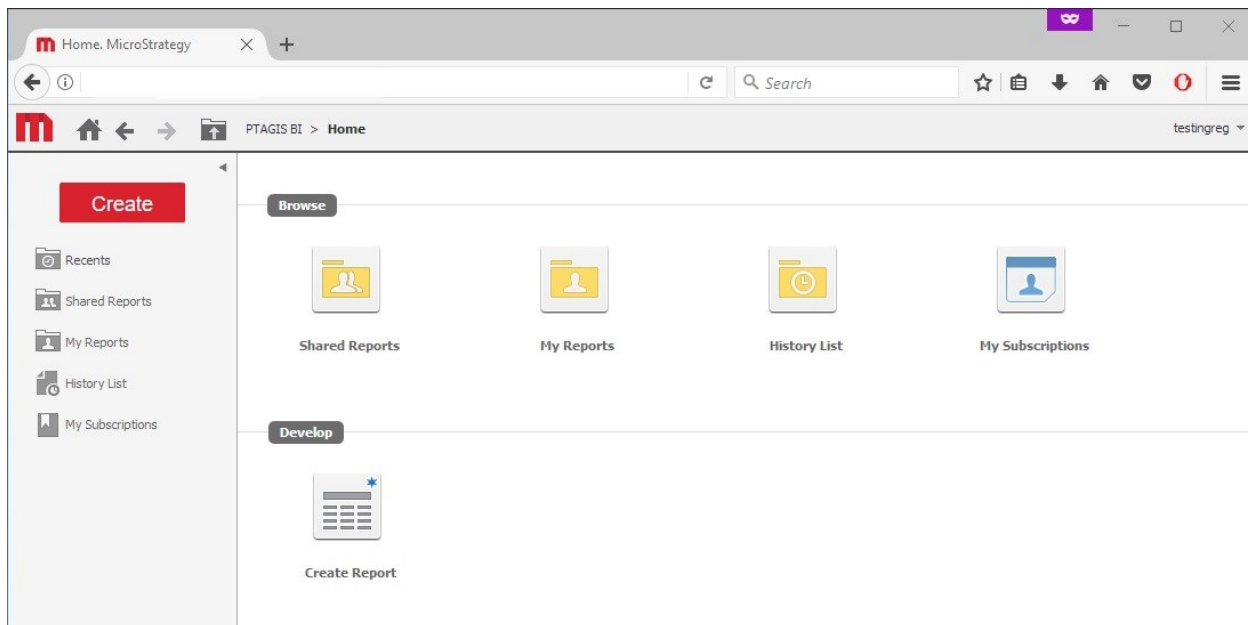 Home. MicroStrategy
Search
PTAGIS BI > Home
testingreg
Create
Recents
Shared Reports
My Reports
History List
My Subscriptions
Browse
Shared Reports
My Reports
History List
My Subscriptions
Develop
Create Report